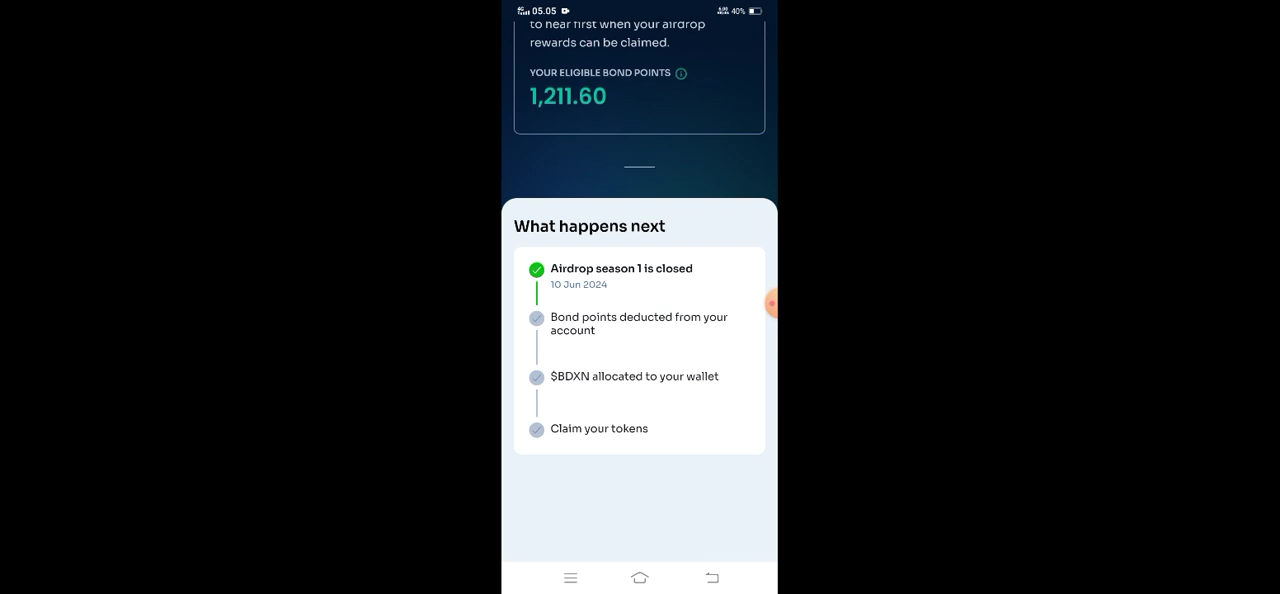 05.05
40%
to hear first when your airdrop
rewards can be claimed.
YOUR ELIGIBLE BOND POINTS
1,211.60
What happens next
Airdrop season 1 is closed
10 Jun 2024
Bond points deducted from your
account
$BDXN allocated to your wallet
Claim your tokens